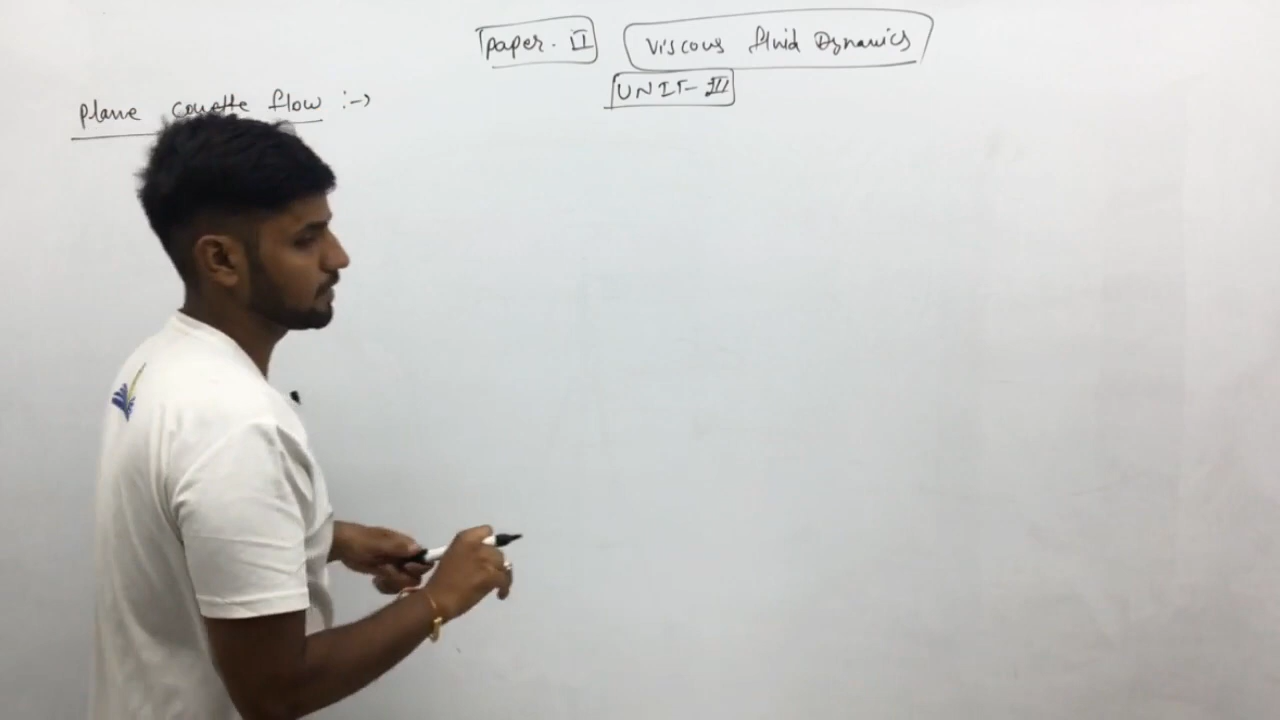 Paper - II Viscous fluid Dynamics
UNIT- III
Plane couette flow :->